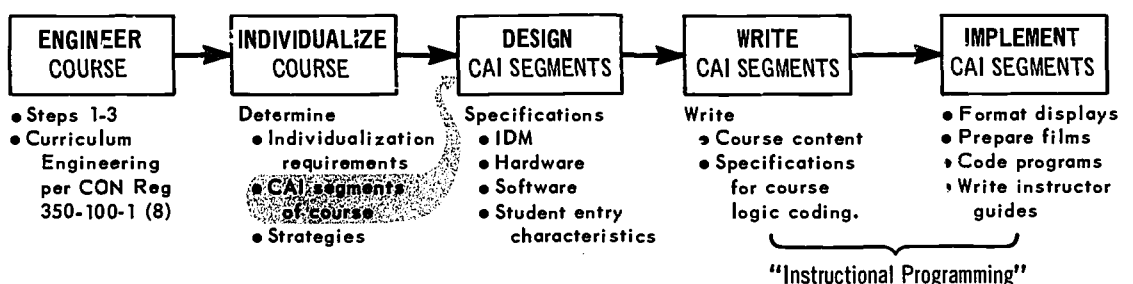 ENGINEER
COURSE
INDIVIDUALIZE
COURSE
DESIGN
CAI SEGMENTS
WRITE
CAI SEGMENTS
IMPLEMENT
CAI SEGMENTS
• Steps 1-3
• Curriculum
Engineering
per CON Reg
350-100-1 (8)
Determine
• Individualization
requirements
• CAI segments
of course
• Strategies
Specifications
• IDM
• Hardware
• Software
• Student entry
characteristics
Write
• Course content
• Specifications
for course
logic coding.
• Format displays
• Prepare films
• Code programs
• Write instructor
guides
"Instructional Programming"